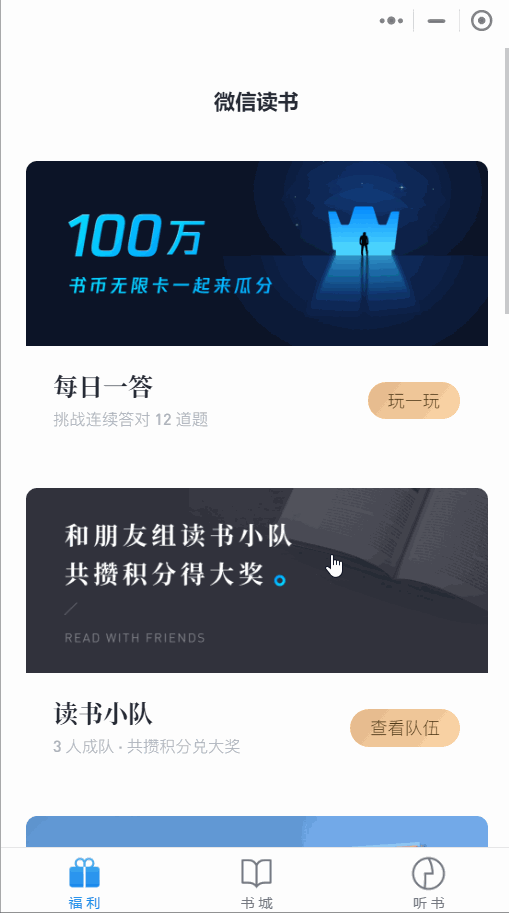 微信读书
100万
书币无限卡一起来瓜分
每日一答
玩一玩
挑战连续答对 12 道题
和朋友组读书小队
共攒积分得大奖
READ WITH FRIENDS
读书小队
查看队伍
3 人成队 · 共攒积分兑大奖
福利
书城
听书